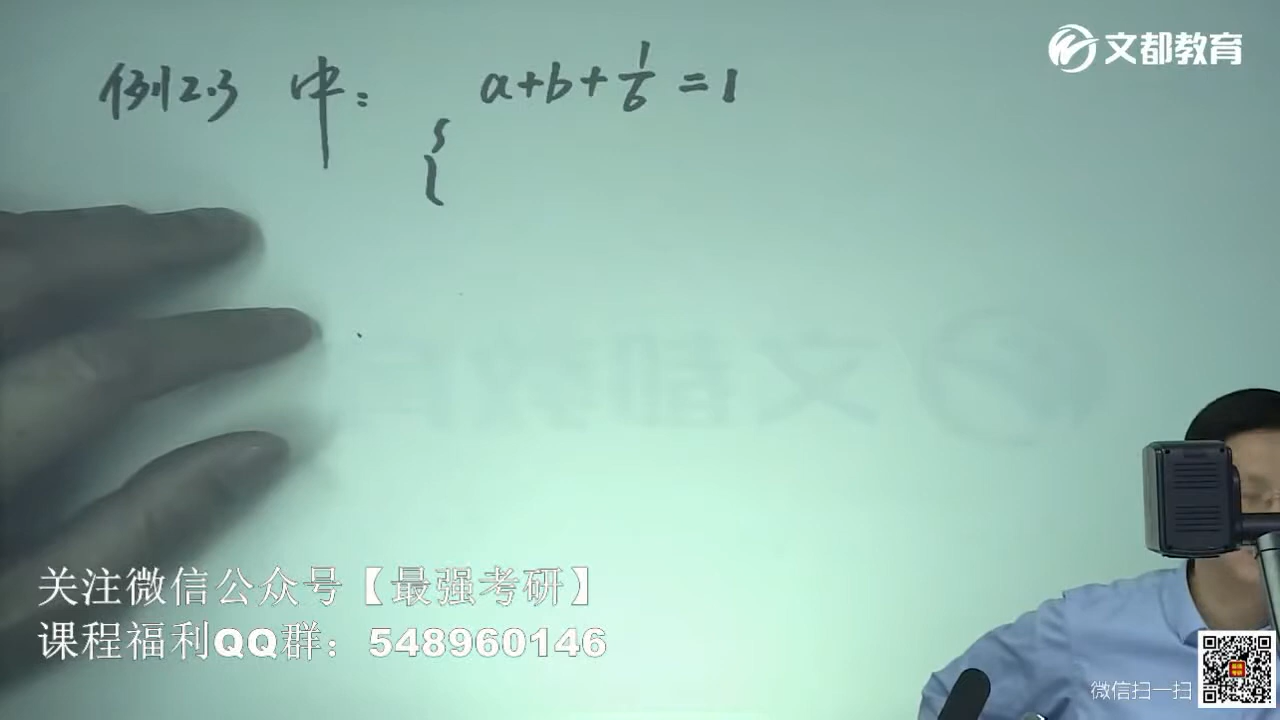 文都教育
例2.3 中： a+b+1/6=1
关注微信公众号【最强考研】
课程福利QQ群：548960146
微信扫一扫